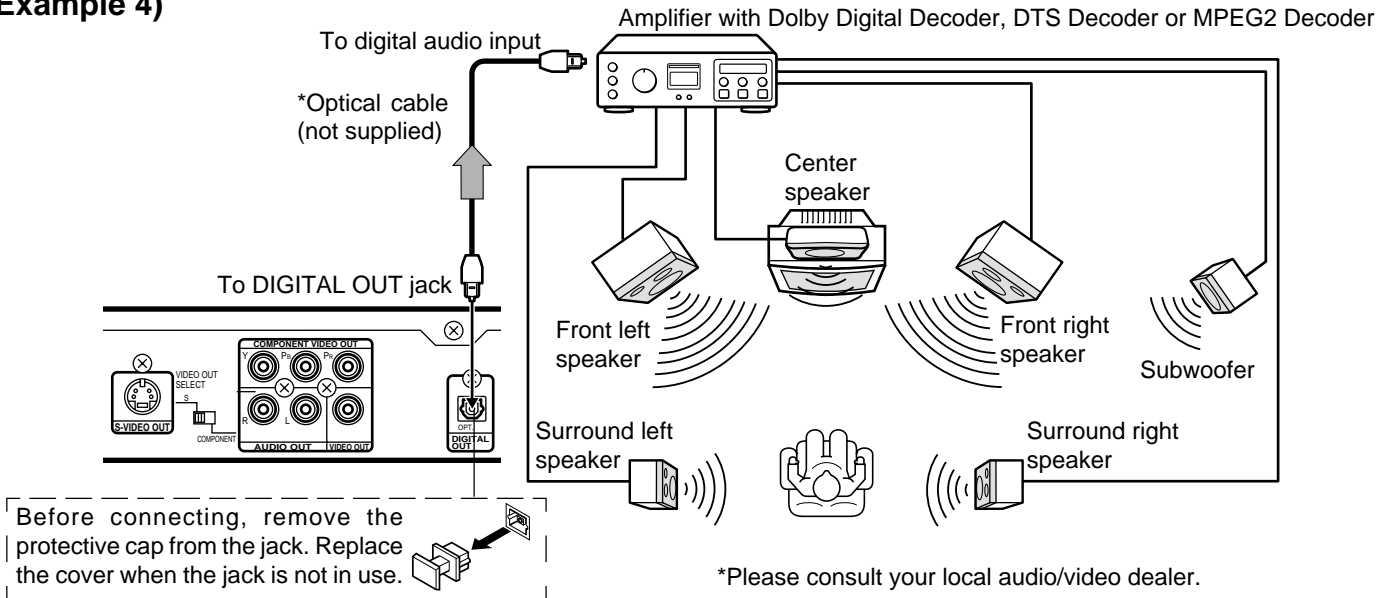 Example 4)
Amplifier with Dolby Digital Decoder, DTS Decoder or MPEG2 Decoder
To digital audio input
*Optical cable
(not supplied)
Center
speaker
To DIGITAL OUT jack
Front left
speaker
Front right
speaker
Subwoofer
COMPONENT VIDEO OUT
Y PB PR
VIDEO OUT
SELECT
S
COMPONENT
S-VIDEO OUT
R L
AUDIO OUT VIDEO OUT
OPT.
DIGITAL
OUT
Surround left
speaker
Surround right
speaker
Before connecting, remove the
protective cap from the jack. Replace
the cover when the jack is not in use.
*Please consult your local audio/video dealer.